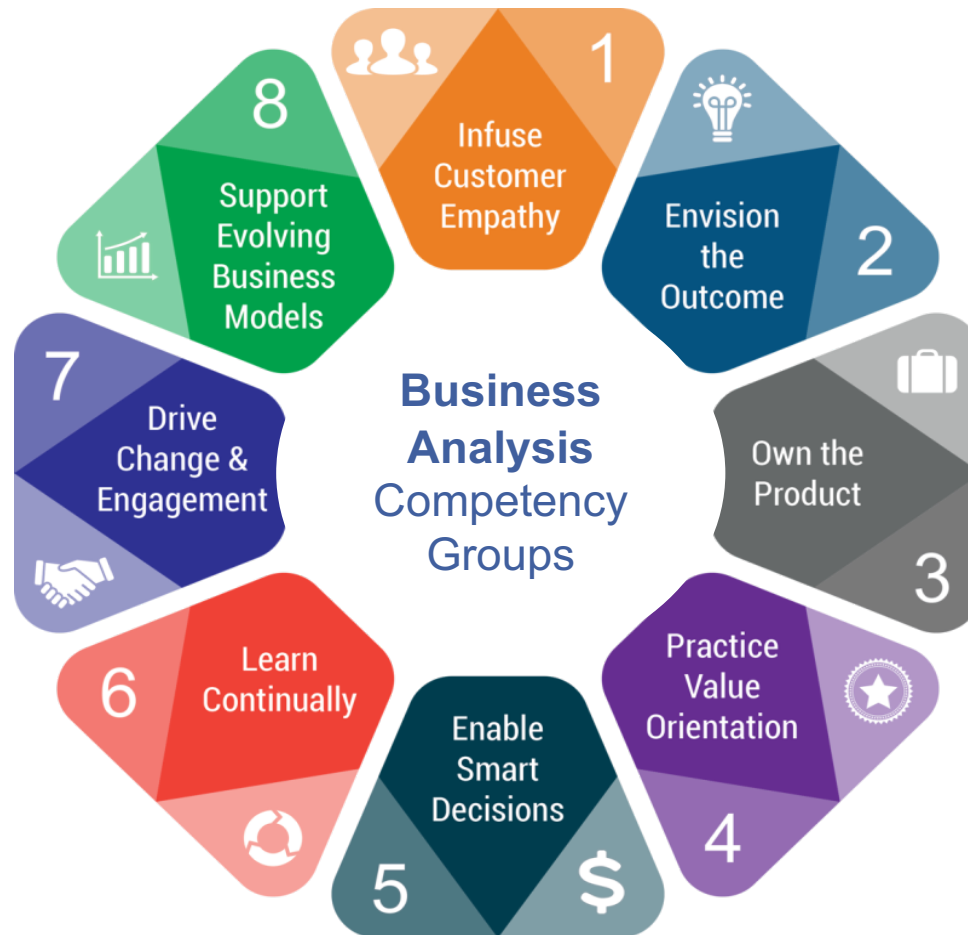 Business
Analysis
Competency
Groups
1
Infuse
Customer
Empathy
2
Envision
the
Outcome
3
Own the
Product
4
Practice
Value
Orientation
5
Enable
Smart
Decisions
$
6
Learn
Continually
7
Drive
Change &
Engagement
8
Support
Evolving
Business
Models